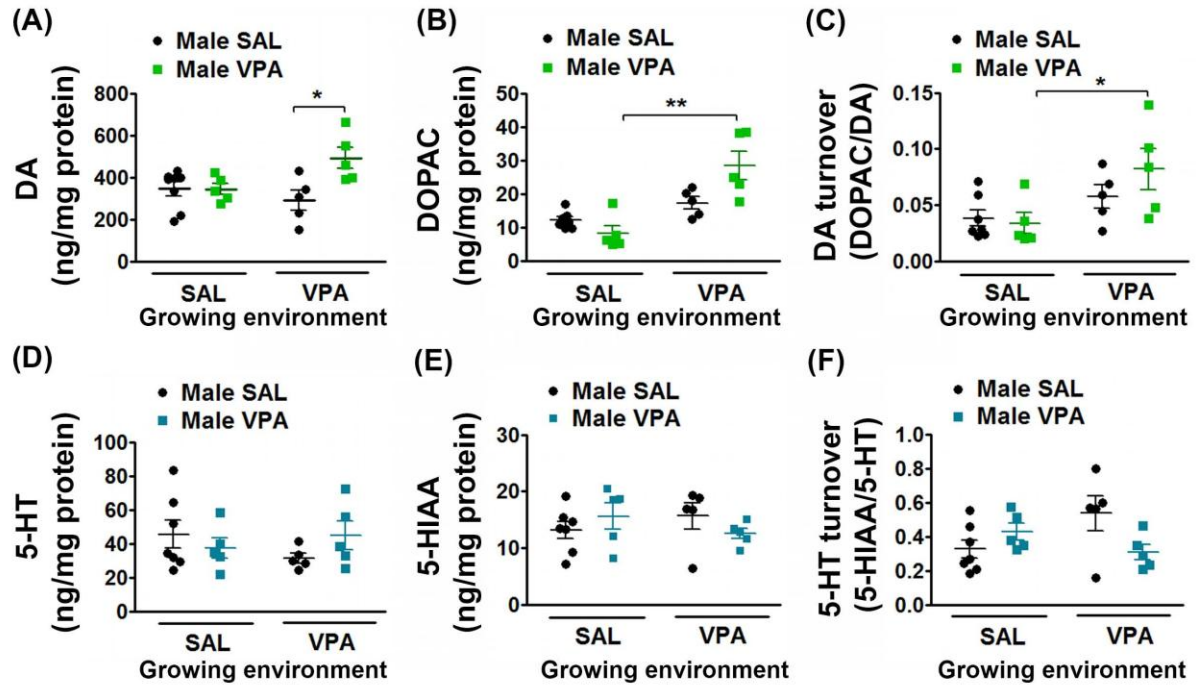 (A)
Male SAL
Male VPA
DA
(ng/mg protein)
800
600
400
200
0
*
SAL
VPA
Growing environment
(B)
Male SAL
Male VPA
DOPAC
(ng/mg protein)
50
40
30
20
10
0
**
SAL
VPA
Growing environment
(C)
Male SAL
Male VPA
DA turnover
(DOPAC/DA)
0.15
0.10
0.05
0.00
*
SAL
VPA
Growing environment
(D)
Male SAL
Male VPA
5-HT
(ng/mg protein)
100
80
60
40
20
0
SAL
VPA
Growing environment
(E)
Male SAL
Male VPA
5-HIAA
(ng/mg protein)
30
20
10
0
SAL
VPA
Growing environment
(F)
Male SAL
Male VPA
5-HT turnover
(5-HIAA/5-HT)
1.0
0.8
0.6
0.4
0.2
0.0
SAL
VPA
Growing environment